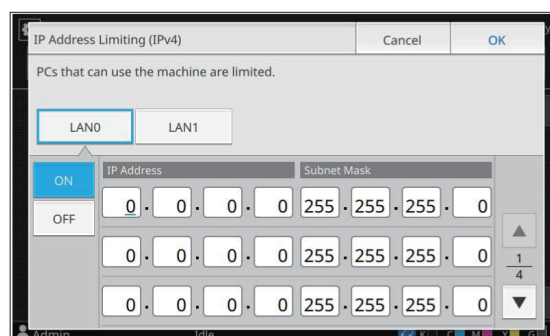 IP Address Limiting (IPv4) Cancel OK
PCs that can use the machine are limited.
LAN0 LAN1
ON IP Address Subnet Mask
0. 0. 0. 0 255. 255. 255. 0
OFF
0. 0. 0. 0 255. 255. 255. 0
1
4
0. 0. 0. 0 255. 255. 255. 0
Admin Idle K C M Y